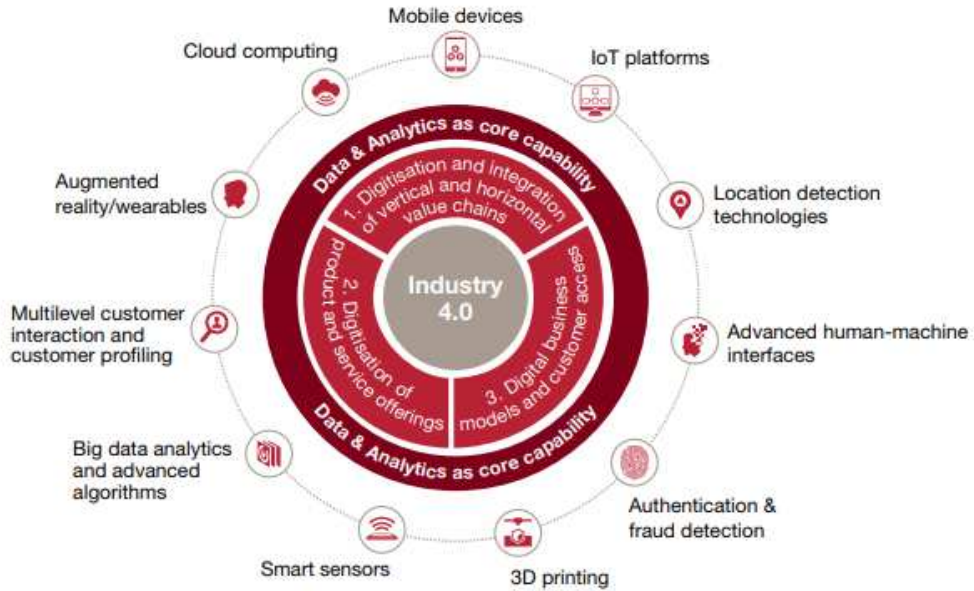 Mobile devices
Cloud computing
IoT platforms
Augmented
reality/wearables
Location detection
technologies
Multilevel customer
interaction and
customer profiling
Advanced human-machine
interfaces
Big data analytics
and advanced
algorithms
Authentication &
fraud detection
Smart sensors
3D printing
Data & Analytics as core capability
1. Digitisation and integration
of vertical and horizontal
value chains
2. Digitisation of
product and service offerings
3. Digital business
models and customer access
Industry
4.0
Data & Analytics as core capability